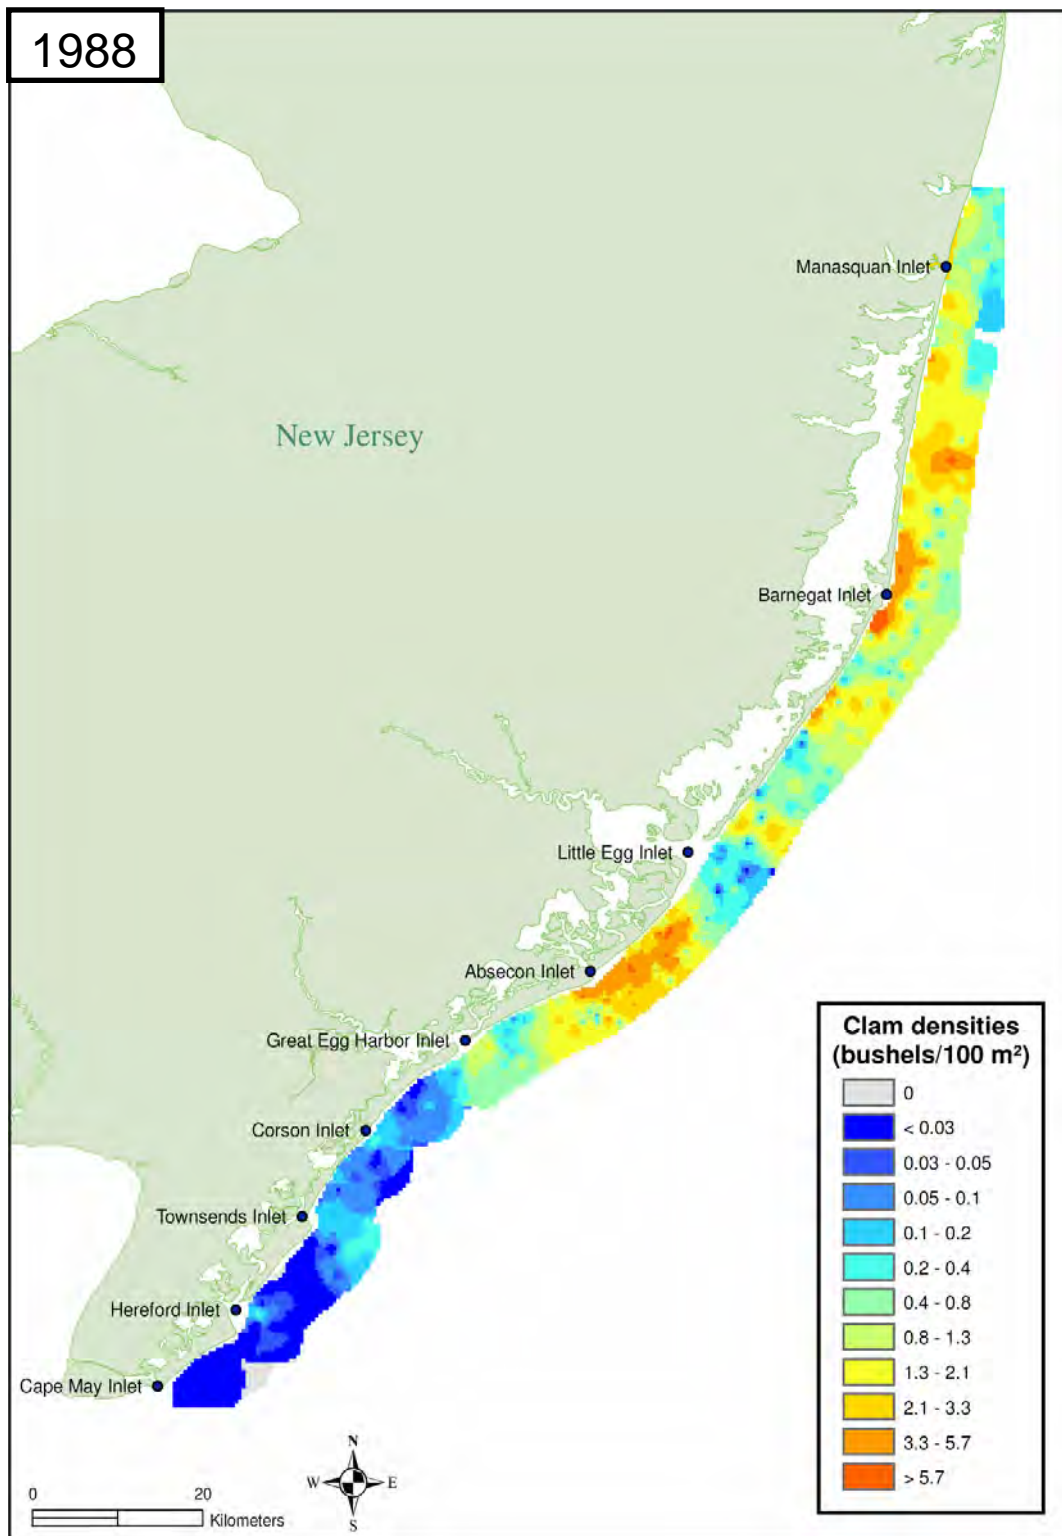 1988
Manasquan Inlet
New Jersey
Barnegat Inlet
Little Egg Inlet
Absecon Inlet
Great Egg Harbor Inlet
Corson Inlet
Townsends Inlet
Hereford Inlet
Cape May Inlet
Clam densities
(bushels/100 m²)
0
< 0.03
0.03 - 0.05
0.05 - 0.1
0.1 - 0.2
0.2 - 0.4
0.4 - 0.8
0.8 - 1.3
1.3 - 2.1
2.1 - 3.3
3.3 - 5.7
> 5.7
N
W E
S
0 20
Kilometers